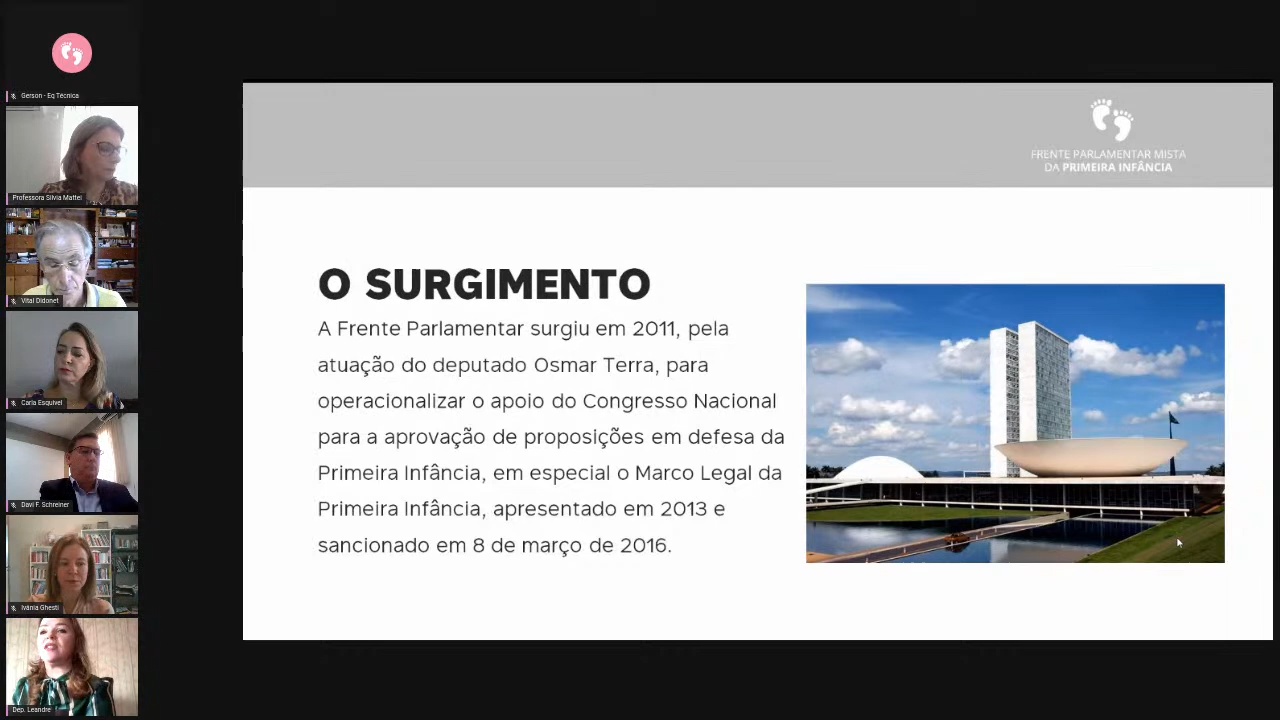 Gerson - Eq Técnica
Professora Silvia Mattei
Vital Didonet
Carla Esquivel
Davi F. Schreiner
Ivânia Ghesti
Dep. Leandre
FRENTE PARLAMENTAR MISTA
DA PRIMEIRA INFÂNCIA
O SURGIMENTO
A Frente Parlamentar surgiu em 2011, pela
atuação do deputado Osmar Terra, para
operacionalizar o apoio do Congresso Nacional
para a aprovação de proposições em defesa da
Primeira Infância, em especial o Marco Legal da
Primeira Infância, apresentado em 2013 e
sancionado em 8 de março de 2016.